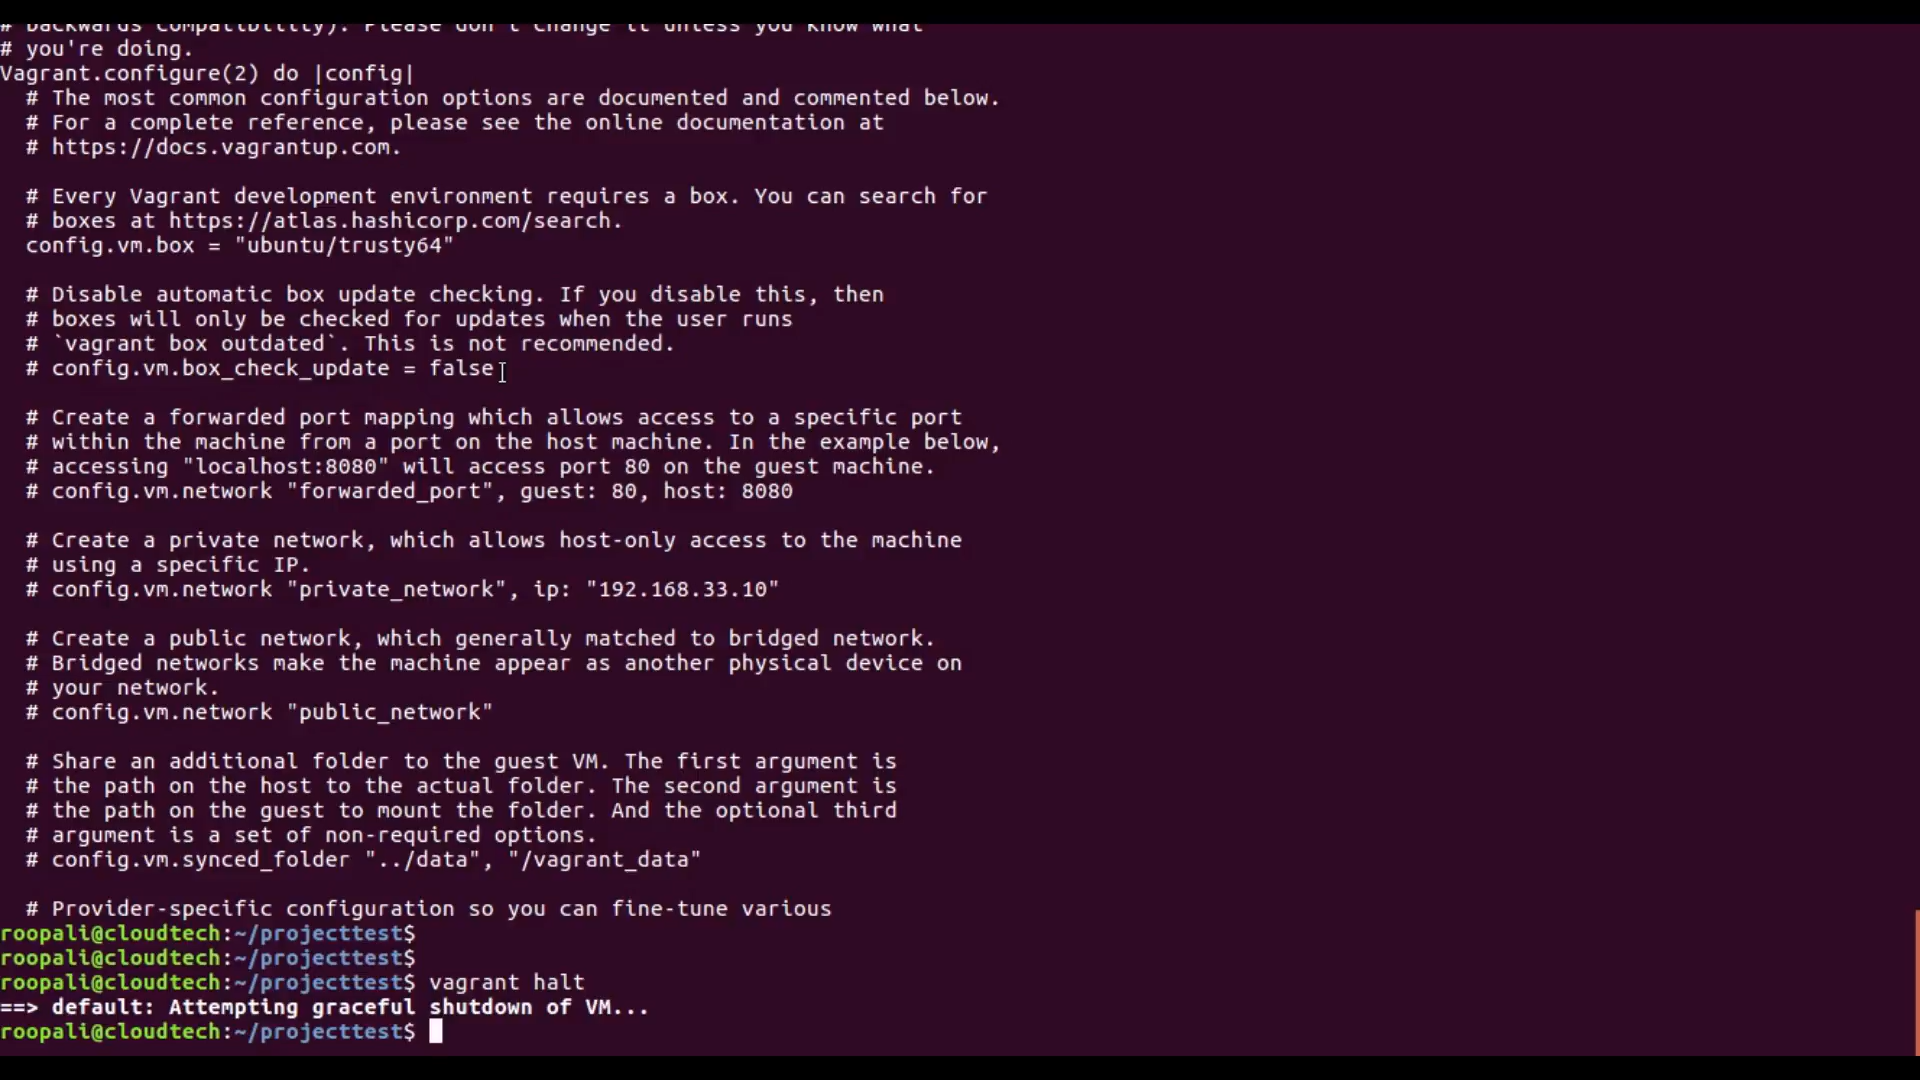 # backwards compatibility). Please don't change it unless you know what
# you're doing.
Vagrant.configure(2) do |config|
  # The most common configuration options are documented and commented below.
  # For a complete reference, please see the online documentation at
  # https://docs.vagrantup.com.

  # Every Vagrant development environment requires a box. You can search for
  # boxes at https://atlas.hashicorp.com/search.
  config.vm.box = "ubuntu/trusty64"

  # Disable automatic box update checking. If you disable this, then
  # boxes will only be checked for updates when the user runs
  # `vagrant box outdated`. This is not recommended.
  # config.vm.box_check_update = false

  # Create a forwarded port mapping which allows access to a specific port
  # within the machine from a port on the host machine. In the example below,
  # accessing "localhost:8080" will access port 80 on the guest machine.
  # config.vm.network "forwarded_port", guest: 80, host: 8080

  # Create a private network, which allows host-only access to the machine
  # using a specific IP.
  # config.vm.network "private_network", ip: "192.168.33.10"

  # Create a public network, which generally matched to bridged network.
  # Bridged networks make the machine appear as another physical device on
  # your network.
  # config.vm.network "public_network"

  # Share an additional folder to the guest VM. The first argument is
  # the path on the host to the actual folder. The second argument is
  # the path on the guest to mount the folder. And the optional third
  # argument is a set of non-required options.
  # config.vm.synced_folder "../data", "/vagrant_data"

  # Provider-specific configuration so you can fine-tune various
roopali@cloudtech:~/projecttest$
roopali@cloudtech:~/projecttest$
roopali@cloudtech:~/projecttest$ vagrant halt
==> default: Attempting graceful shutdown of VM...
roopali@cloudtech:~/projecttest$